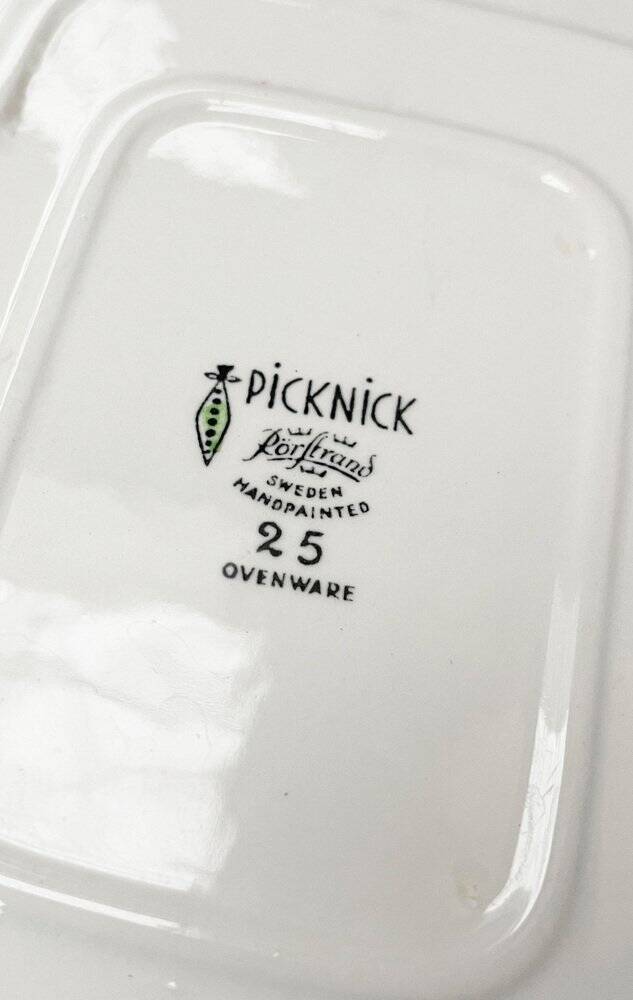 PiCKNiCK
Rörstrand
SWEDEN
HANDPAINTED
25
OVENWARE